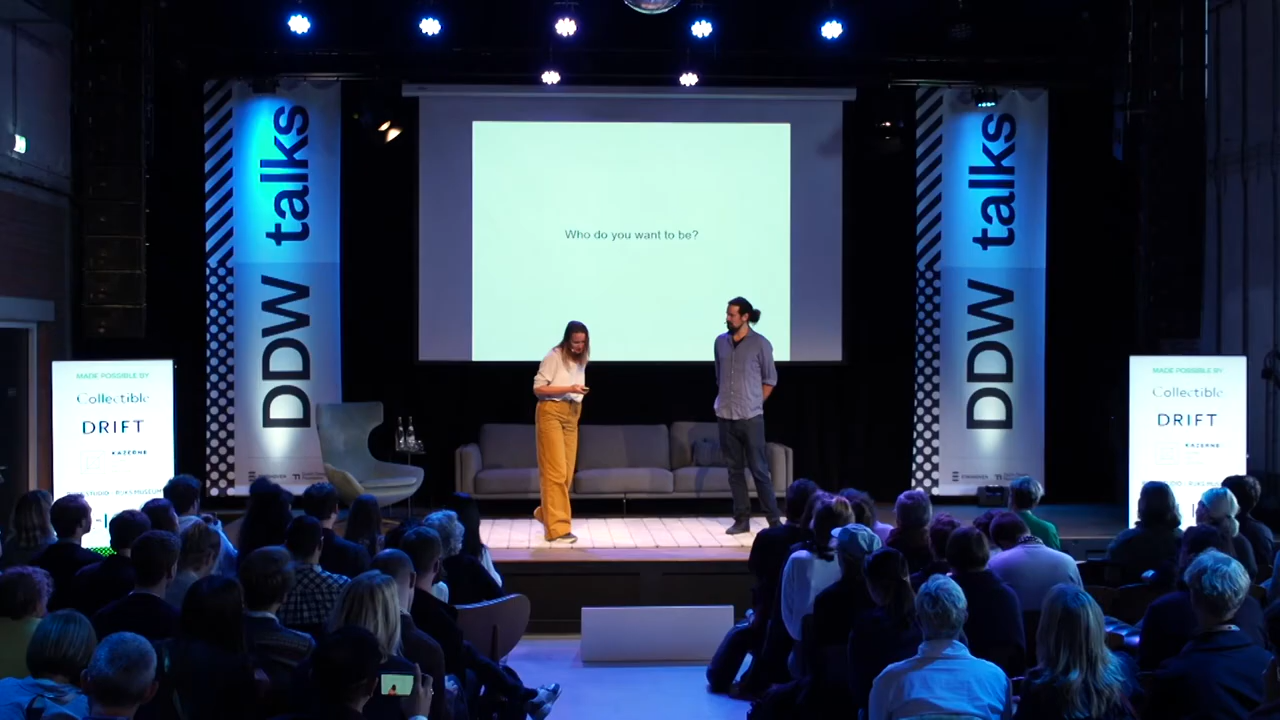 Who do you want to be?
DDW talks
DDW talks
MADE POSSIBLE BY
Collectible
DRIFT
KAZERNE
MADE POSSIBLE BY
Collectible
DRIFT
KAZERNE